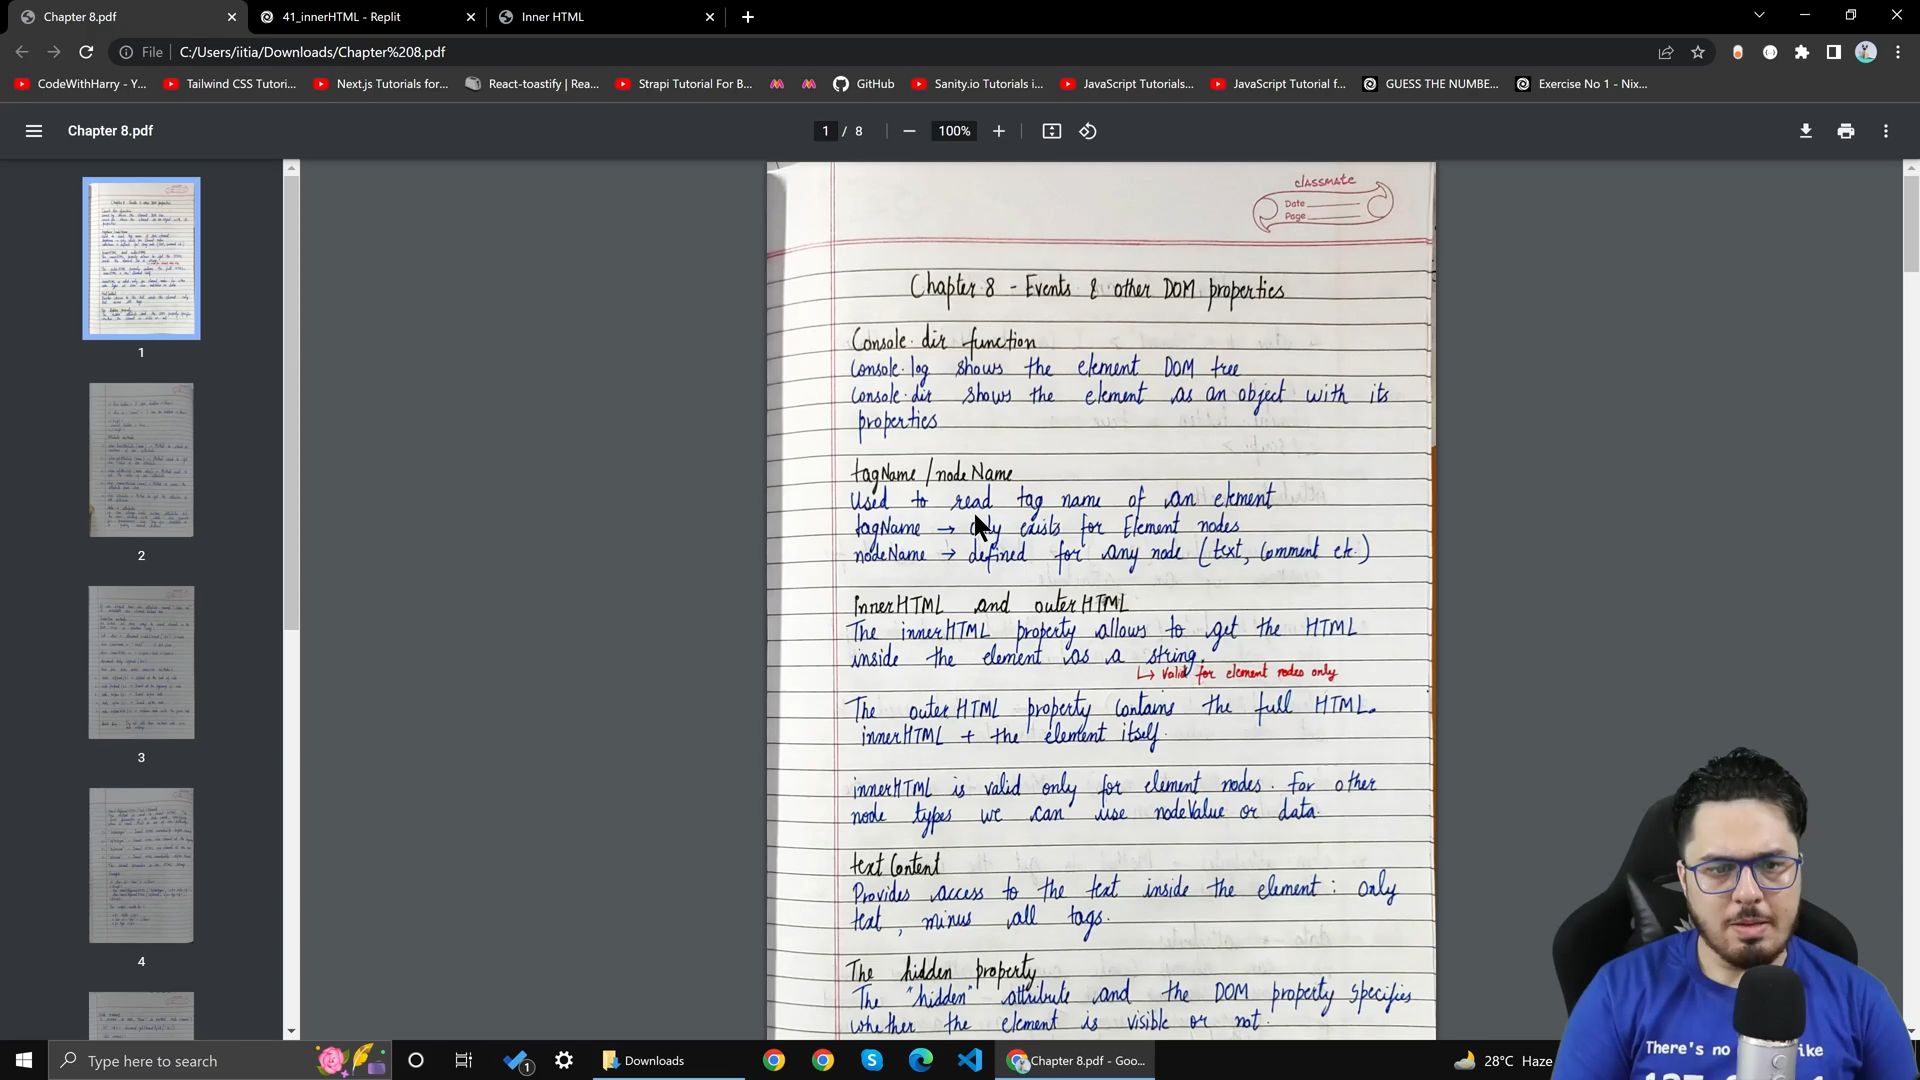 Chapter 8.pdf
41_innerHTML - Replit
Inner HTML
File
C:/Users/iitia/Downloads/Chapter%208.pdf
CodeWithHarry - Y...
Tailwind CSS Tutori...
Next.js Tutorials for...
React-toastify | Rea...
Strapi Tutorial For B...
GitHub
Sanity.io Tutorials i...
JavaScript Tutorials...
JavaScript Tutorial f...
GUESS THE NUMBE...
Exercise No 1 - Nix...
Chapter 8.pdf
1 / 8
100%
1
2
3
4
classmate
Date
Page
Chapter 8 - Events & other DOM properties
Console.dir function
Console.log shows the element DOM tree
Console.dir shows the element as an object with its
properties
tagName / nodeName
Used to read tag name of an element
tagName → only exists for Element nodes
nodeName → defined for any node (text, comment etc.)
innerHTML and outerHTML
The innerHTML property allows to get the HTML
inside the element as a string.
↳ Valid for element nodes only
The outerHTML property contains the full HTML.
innerHTML + the element itself.
innerHTML is valid only for element nodes. For other
node types we can use nodeValue or data.
textContent
Provides access to the text inside the element: only
text, minus all tags.
The hidden property
The "hidden" attribute and the DOM property specifies
whether the element is visible or not.
There's no
ike
Type here to search
1
Downloads
Chapter 8.pdf - Goo...
28°C Haze